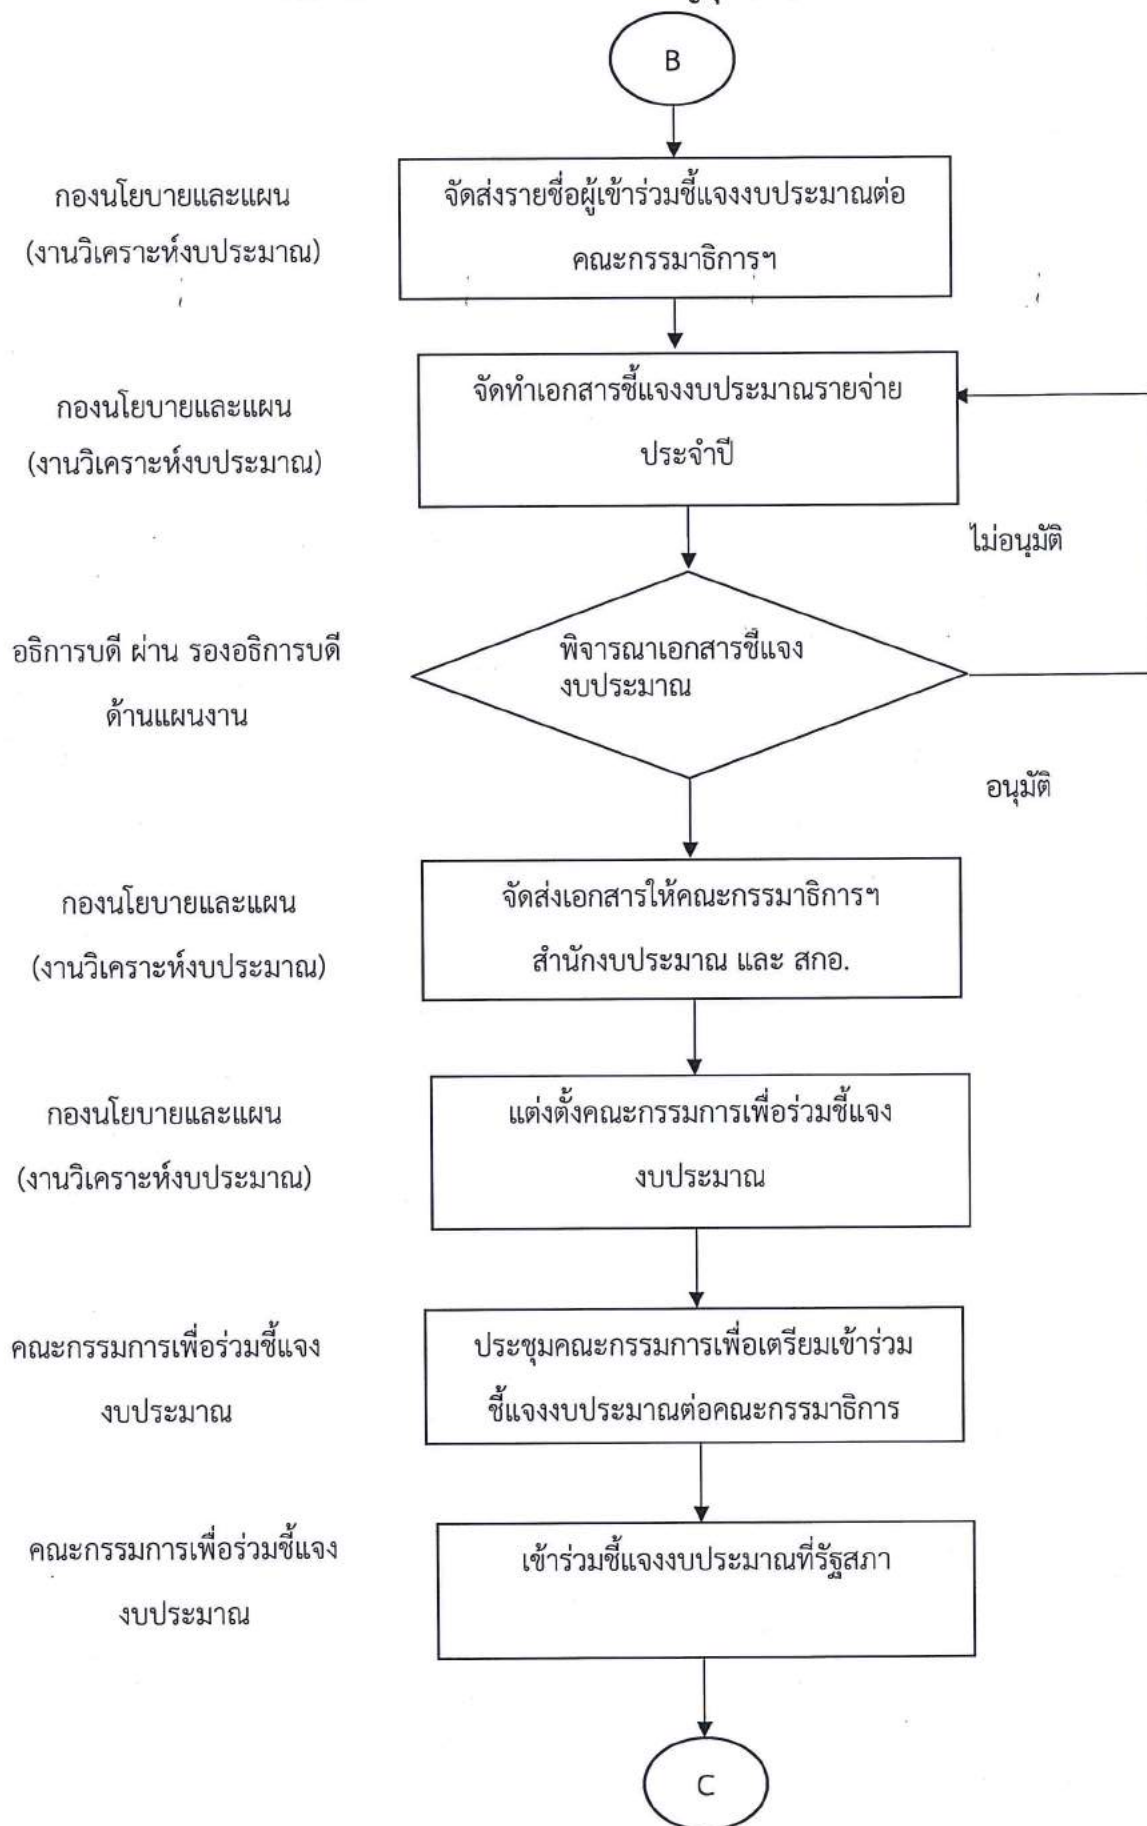 B
กองนโยบายและแผน
(งานวิเคราะห์งบประมาณ)
จัดส่งรายชื่อผู้เข้าร่วมชี้แจงงบประมาณต่อ
คณะกรรมาธิการฯ
กองนโยบายและแผน
(งานวิเคราะห์งบประมาณ)
จัดทำเอกสารชี้แจงงบประมาณรายจ่าย
ประจำปี
ไม่อนุมัติ
อธิการบดี ผ่าน รองอธิการบดี
ด้านแผนงาน
พิจารณาเอกสารชี้แจง
งบประมาณ
อนุมัติ
กองนโยบายและแผน
(งานวิเคราะห์งบประมาณ)
จัดส่งเอกสารให้คณะกรรมาธิการฯ
สำนักงบประมาณ และ สกอ.
กองนโยบายและแผน
(งานวิเคราะห์งบประมาณ)
แต่งตั้งคณะกรรมการเพื่อร่วมชี้แจง
งบประมาณ
คณะกรรมการเพื่อร่วมชี้แจง
งบประมาณ
ประชุมคณะกรรมการเพื่อเตรียมเข้าร่วม
ชี้แจงงบประมาณต่อคณะกรรมาธิการ
คณะกรรมการเพื่อร่วมชี้แจง
งบประมาณ
เข้าร่วมชี้แจงงบประมาณที่รัฐสภา
C